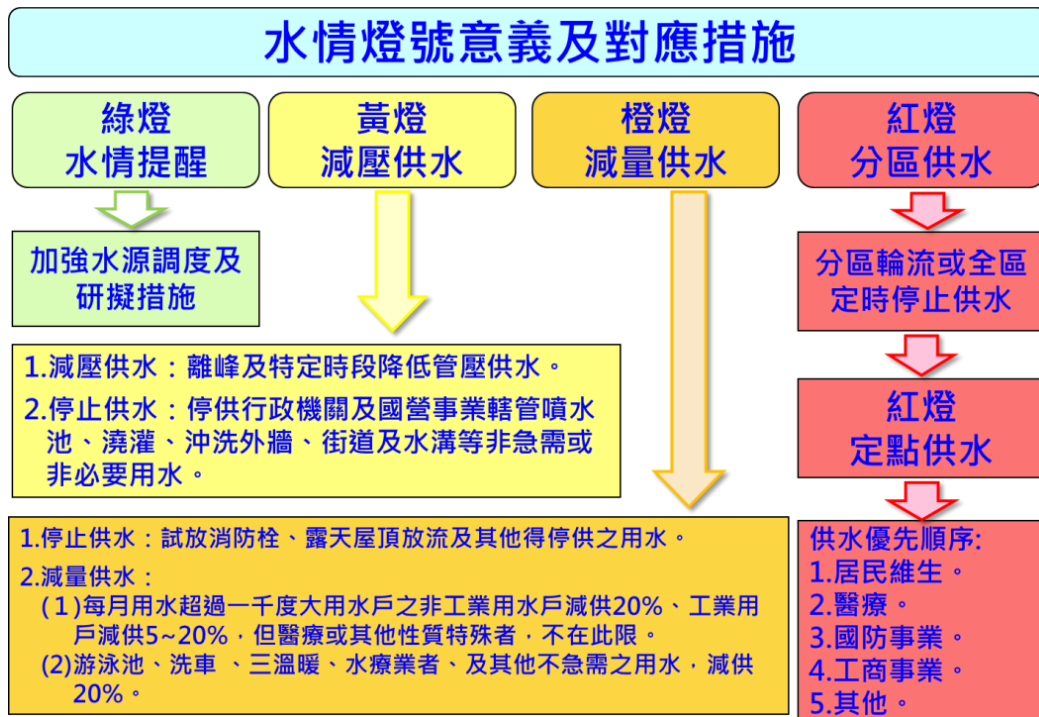 水情燈號意義及對應措施
綠燈
水情提醒
黃燈
減壓供水
橙燈
減量供水
紅燈
分區供水
加強水源調度及
研擬措施
分區輪流或全區
定時停止供水
1.減壓供水：離峰及特定時段降低管壓供水。
2.停止供水：停供行政機關及國營事業轄管噴水
池、澆灌、沖洗外牆、街道及水溝等非急需或
非必要用水。
紅燈
定點供水
1.停止供水：試放消防栓、露天屋頂放流及其他得停供之用水。
2.減量供水：
(1)每月用水超過一千度大用水戶之非工業用水戶減供20%、工業用
戶減供5~20%，但醫療或其他性質特殊者，不在此限。
(2)游泳池、洗車 、三溫暖、水療業者、及其他不急需之用水，減供
20%。
供水優先順序:
1.居民維生。
2.醫療。
3.國防事業。
4.工商事業。
5.其他。